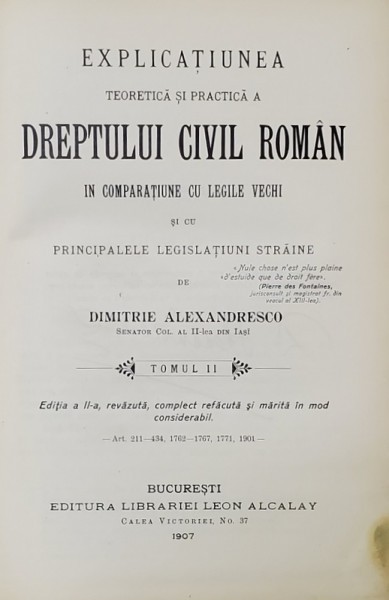 EXPLICAȚIUNEA
TEORETICĂ ȘI PRACTICĂ A
DREPTULUI CIVIL ROMÂN
IN COMPARAȚIUNE CU LEGILE VECHI
ȘI CU
PRINCIPALELE LEGISLAȚIUNI STRĂINE
«Nule chose n'est plus plaine
«d'estuide que de droit fère».
(Pierre des Fontaines,
jurisconsult și magistrat fr. din
veacul al XIII-lea).
DE
DIMITRIE ALEXANDRESCO
SENATOR COL. AL II-lea DIN IAȘĬ
TOMUL II
Ediția a II-a, revăzută, complect refăcută și mărită în mod
considerabil.
— Art. 211—434, 1762—1767, 1771, 1901 —
BUCUREȘTI
EDITURA LIBRARIEI LEON ALCALAY
CALEA VICTORIEI, No. 37
1907